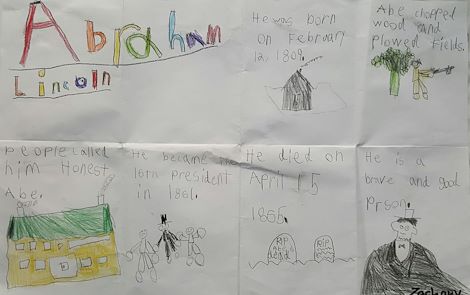 Abraham
Lincoln
He was born
on February
12, 1809.
Abe chopped
wood and
plowed fields.
people called
him Honest
Abe.
He became the
16th president
in 1861.
He died on
April 15
1865.
RIP
RIP
dead
He is a
brave and good
prson.
Zachary